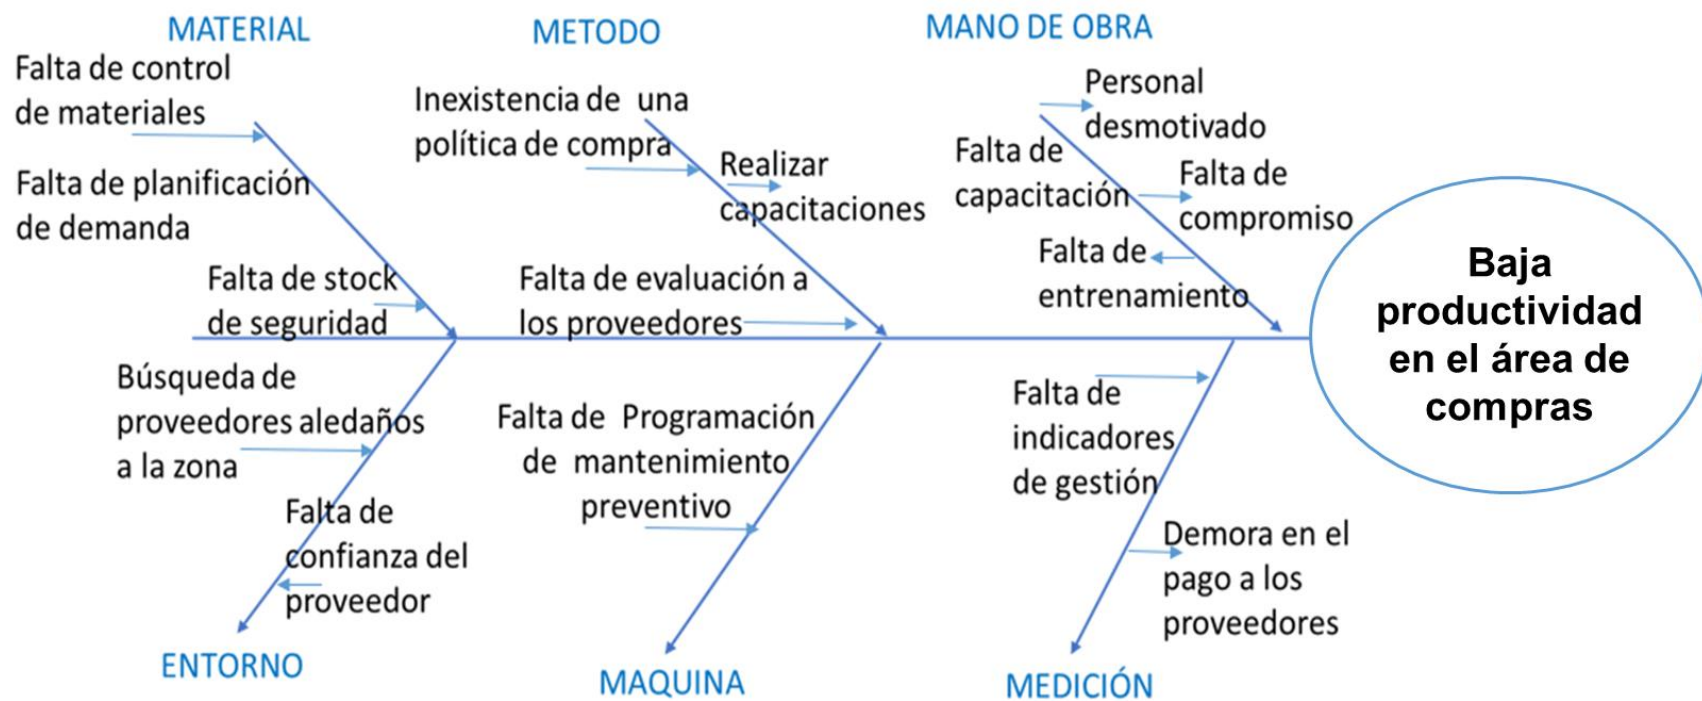 MATERIAL
Falta de control
de materiales
Falta de planificación
de demanda
Falta de stock
de seguridad
METODO
Inexistencia de una
política de compra
Realizar
capacitaciones
Falta de evaluación a
los proveedores
MANO DE OBRA
Personal
desmotivado
Falta de
capacitación
Falta de
compromiso
Falta de
entrenamiento
Baja
productividad
en el área de
compras
Búsqueda de
proveedores aledaños
a la zona
Falta de
confianza del
proveedor
ENTORNO
Falta de Programación
de mantenimiento
preventivo
MAQUINA
Falta de
indicadores
de gestión
Demora en el
pago a los
proveedores
MEDICIÓN